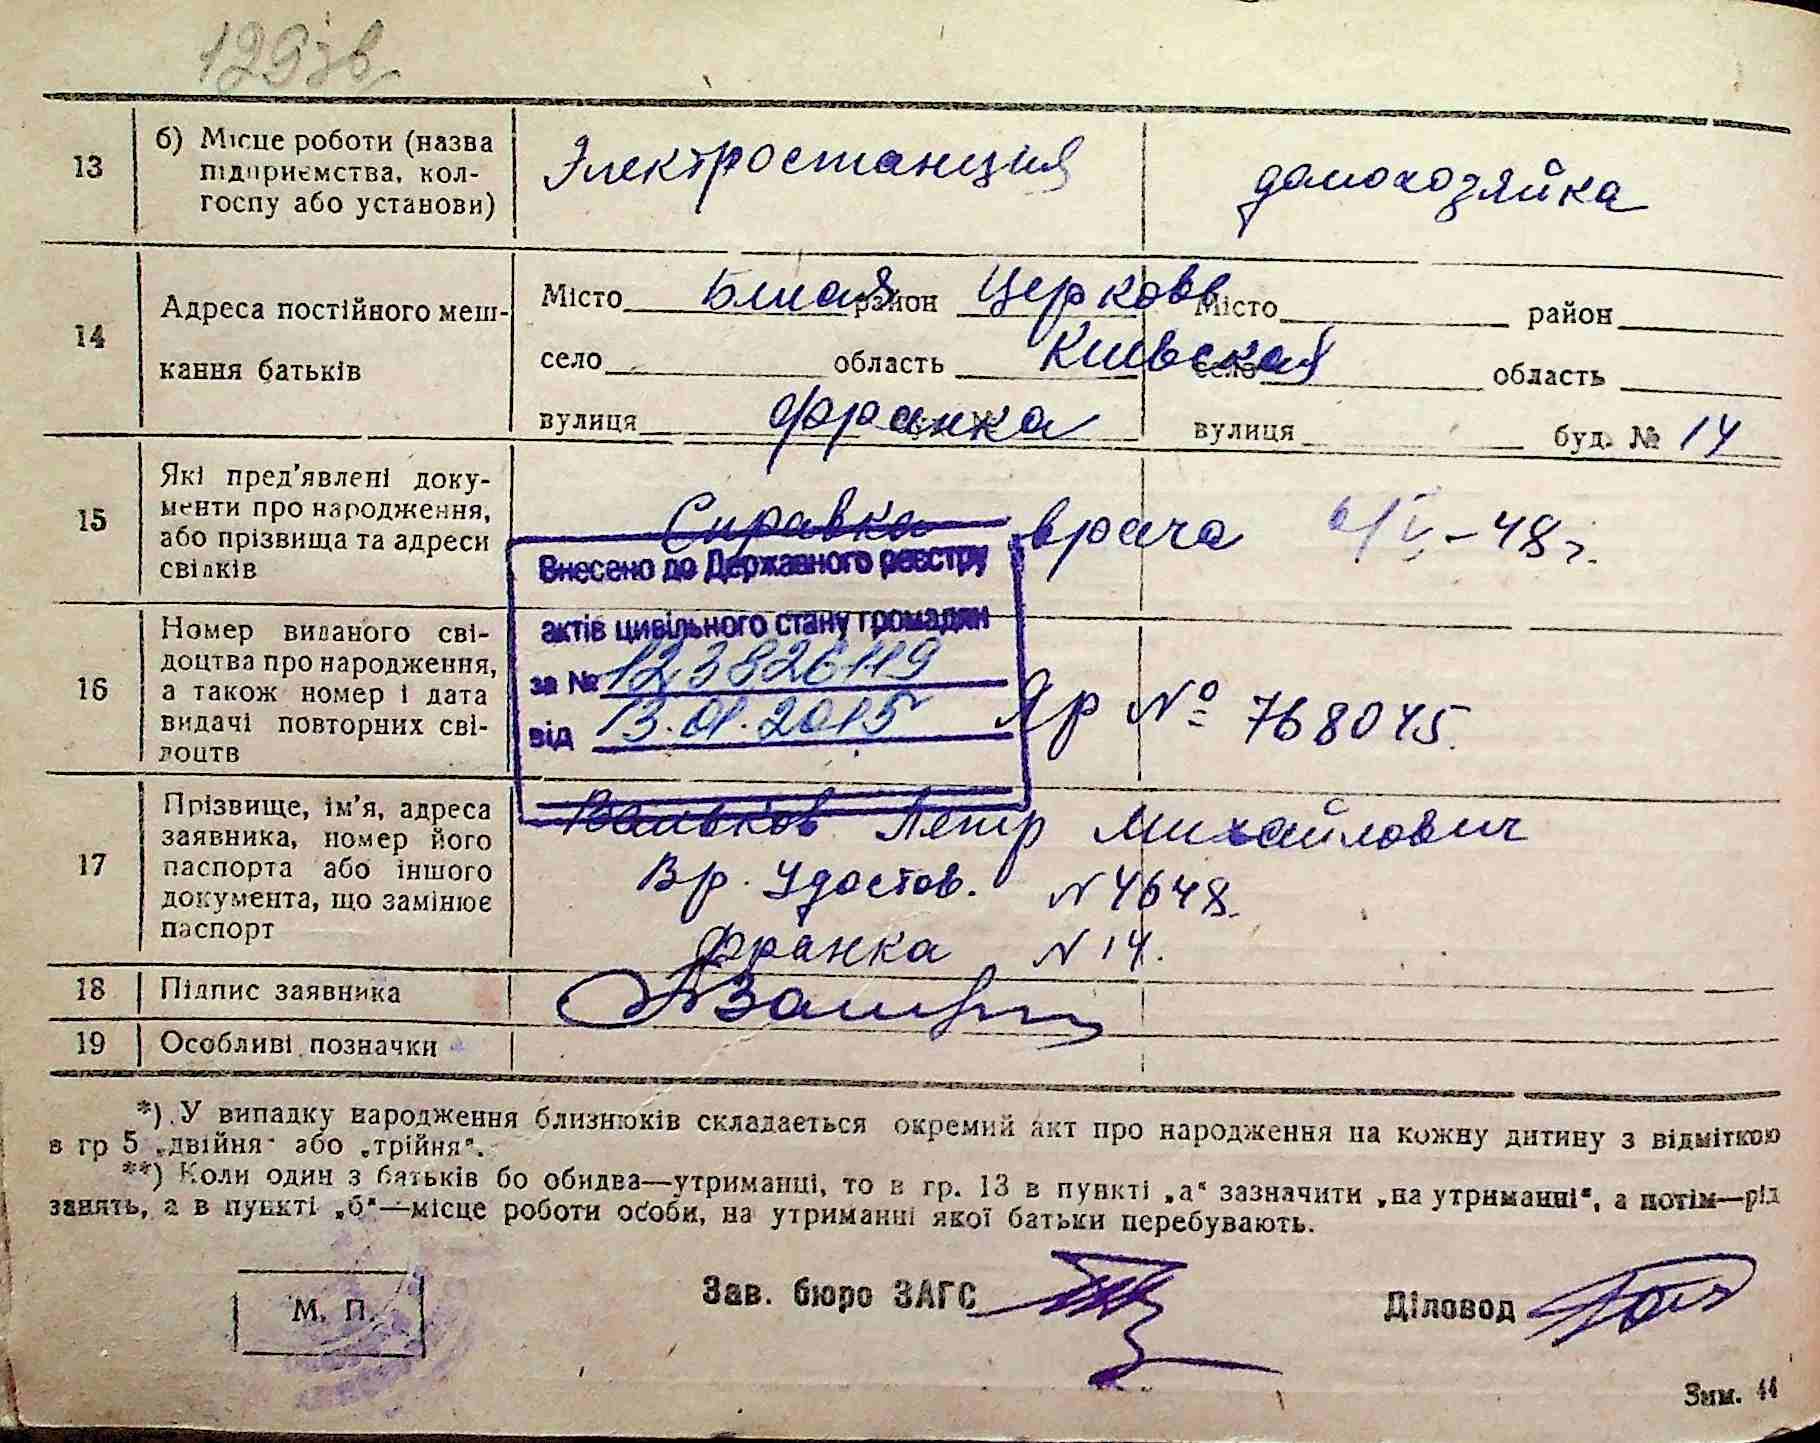 129зв
13 б) Місце роботи (назва підприємства, колгоспу або установи) Электростанция домохозяйка
14 Адреса постійного мешкання батьків
Місто Билая район Церковь Місто район
село область Киевская село область
вулиця Франка вулиця буд. № 14
15 Які пред'явлені документи про народження, або прізвища та адреси свідків Справка врача /V-48 г.
Внесено до Державного реєстру
актів цивільного стану громадян
за №
від 13.01.2015
16 Номер виданого свідоцтва про народження, а також номер і дата видачі повторних свідоцтв № 768045.
17 Прізвище, ім'я, адреса заявника, номер його паспорта або іншого документа, що замінює паспорт Петр Михайлович
Вр. Удостов. N 4648.
Франка N 14.
18 Підпис заявника
19 Особливі позначки
*) У випадку народження близнюків складається окремий акт про народження на кожну дитину з відміткою
в гр 5 „двійня" або „трійня".
**) Коли один з батьків бо обидва—утриманці, то в гр. 13 в пункті „а" зазначити „на утриманні", а потім—рід
занять, а в пункті „б"—місце роботи особи, на утриманні якої батьки перебувають.
М. П.
Зав. бюро ЗАГС
Діловод
Зим. 44